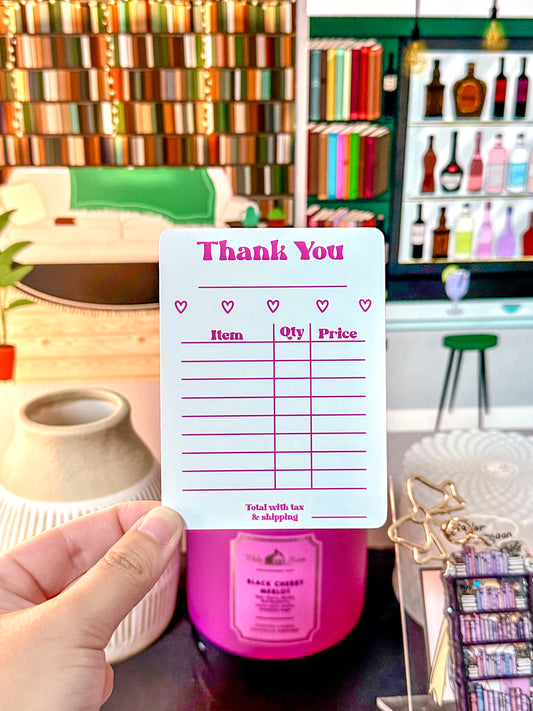 Thank You
Item Qty Price
Total with tax
& shipping
BLACK CHERRY
MERLOT